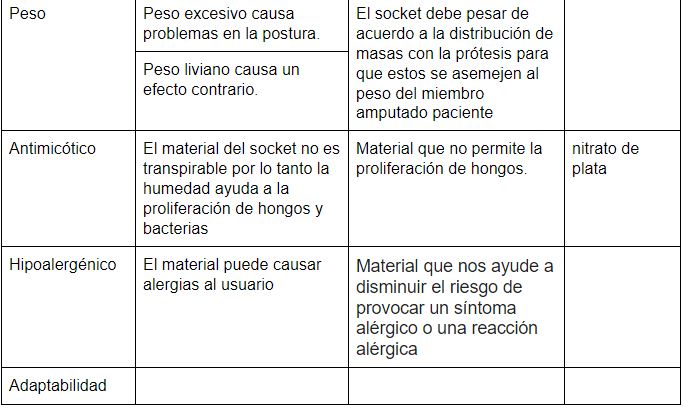 Peso
Peso excesivo causa
problemas en la postura.
Peso liviano causa un
efecto contrario.
El socket debe pesar de
acuerdo a la distribución de
masas con la prótesis para
que estos se asemejen al
peso del miembro
amputado paciente
Antimicótico
El material del socket no es
transpirable por lo tanto la
humedad ayuda a la
proliferación de hongos y
bacterias
Material que no permite la
proliferación de hongos.
nitrato de
plata
Hipoalergénico
El material puede causar
alergias al usuario
Material que nos ayude a
disminuir el riesgo de
provocar un síntoma
alérgico o una reacción
alérgica
Adaptabilidad